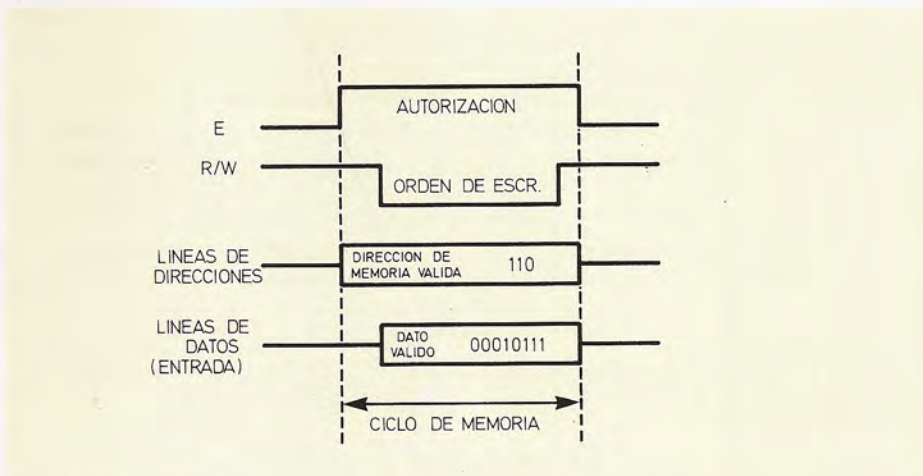 AUTORIZACION
E
R/W
ORDEN DE ESCR.
LINEAS DE
DIRECCIONES
DIRECCION DE
MEMORIA VALIDA
110
LINEAS DE
DATOS
(ENTRADA)
DATO
VALIDO
00010111
CICLO DE MEMORIA